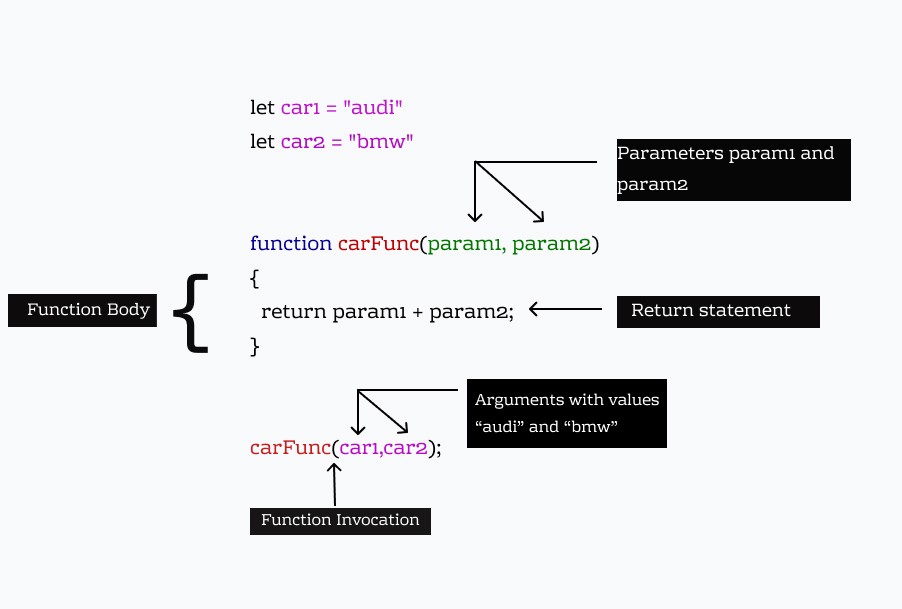 let car1 = "audi"
let car2 = "bmw"
Parameters param1 and
param2
function carFunc(param1, param2)
{
Function Body
{
return param1 + param2;
Return statement
}
Arguments with values
“audi” and “bmw”
carFunc(car1,car2);
Function Invocation